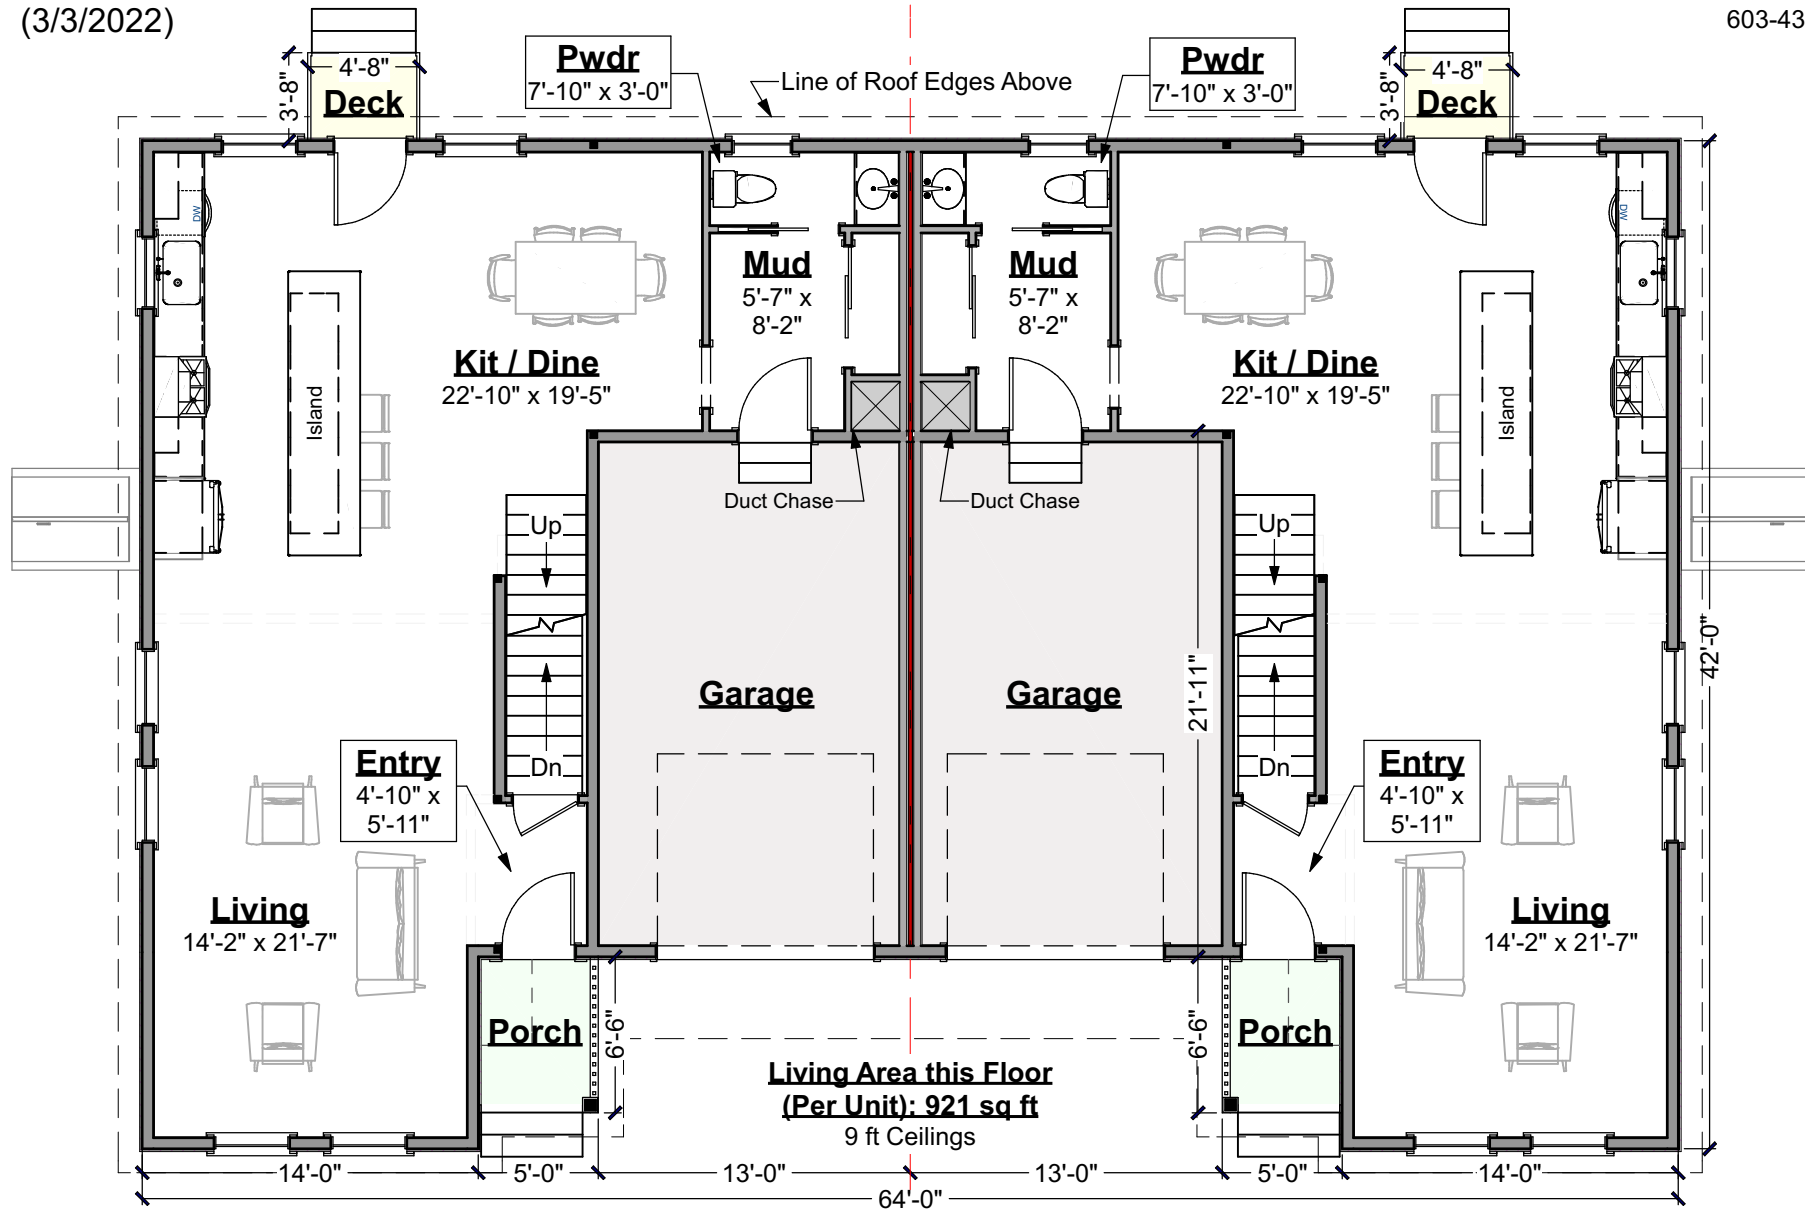 (3/3/2022)
603-43
4'-8"
3'-8"
Deck
Pwdr
7'-10" x 3'-0"
Line of Roof Edges Above
Pwdr
7'-10" x 3'-0"
4'-8"
3'-8"
Deck
DW
DW
Mud
5'-7" x
8'-2"
Mud
5'-7" x
8'-2"
Kit / Dine
22'-10" x 19'-5"
Kit / Dine
22'-10" x 19'-5"
Island
Island
Duct Chase
Duct Chase
Up
Up
42'-0"
21'-11"
Garage
Garage
Dn
Dn
Entry
4'-10" x
5'-11"
Entry
4'-10" x
5'-11"
Living
14'-2" x 21'-7"
Living
14'-2" x 21'-7"
Porch
6'-6"
6'-6"
Porch
Living Area this Floor
(Per Unit): 921 sq ft
9 ft Ceilings
14'-0"
5'-0"
13'-0"
13'-0"
5'-0"
14'-0"
64'-0"